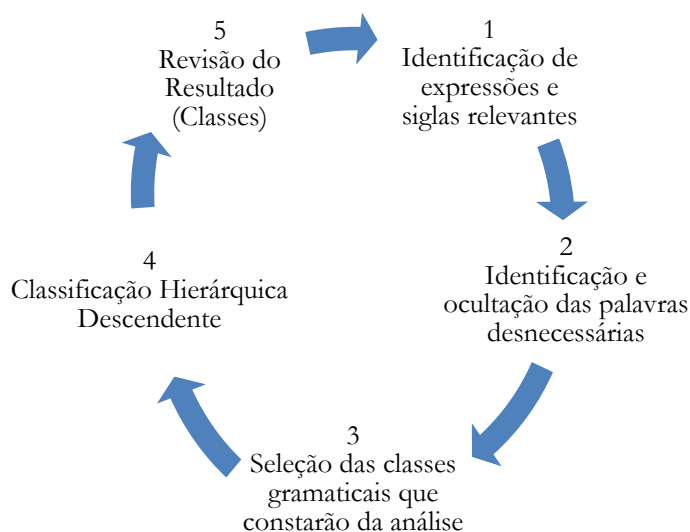 1
Identificação de
expressões e
siglas relevantes
2
Identificação e
ocultação das palavras
desnecessárias
3
Seleção das classes
gramaticais que
constarão da análise
4
Classificação Hierárquica
Descendente
5
Revisão do
Resultado
(Classes)